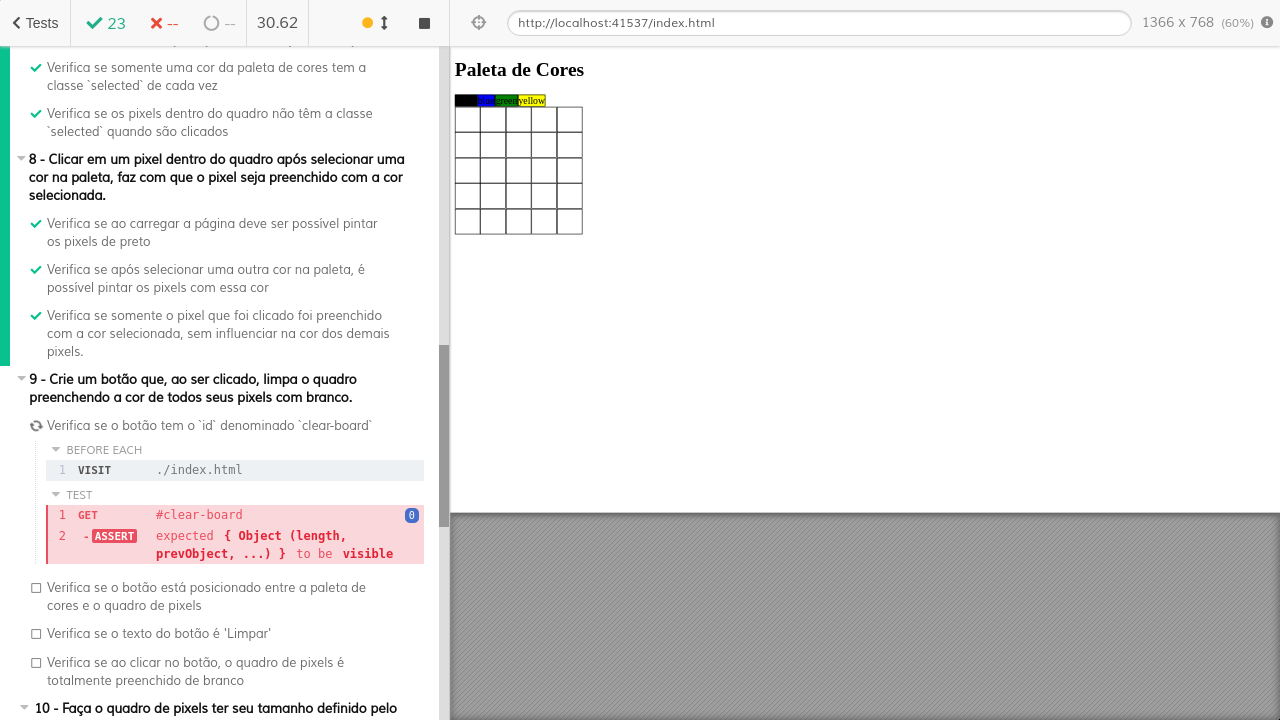 Tests
23
--
--
30.62
http://localhost:41537/index.html
1366 x 768 (60%)
Verifica se somente uma cor da paleta de cores tem a
classe `selected` de cada vez
Verifica se os pixels dentro do quadro não têm a classe
`selected` quando são clicados
8 - Clicar em um pixel dentro do quadro após selecionar uma
cor na paleta, faz com que o pixel seja preenchido com a cor
selecionada.
Verifica se ao carregar a página deve ser possível pintar
os pixels de preto
Verifica se após selecionar uma outra cor na paleta, é
possível pintar os pixels com essa cor
Verifica se somente o pixel que foi clicado foi preenchido
com a cor selecionada, sem influenciar na cor dos demais
pixels.
9 - Crie um botão que, ao ser clicado, limpa o quadro
preenchendo a cor de todos seus pixels com branco.
Verifica se o botão tem o `id` denominado `clear-board`
BEFORE EACH
1 VISIT ./index.html
TEST
1 GET #clear-board 0
2 -ASSERT expected { Object (length,
prevObject, ...) } to be visible
Verifica se o botão está posicionado entre a paleta de
cores e o quadro de pixels
Verifica se o texto do botão é 'Limpar'
Verifica se ao clicar no botão, o quadro de pixels é
totalmente preenchido de branco
10 - Faça o quadro de pixels ter seu tamanho definido pelo
Paleta de Cores
blue green yellow